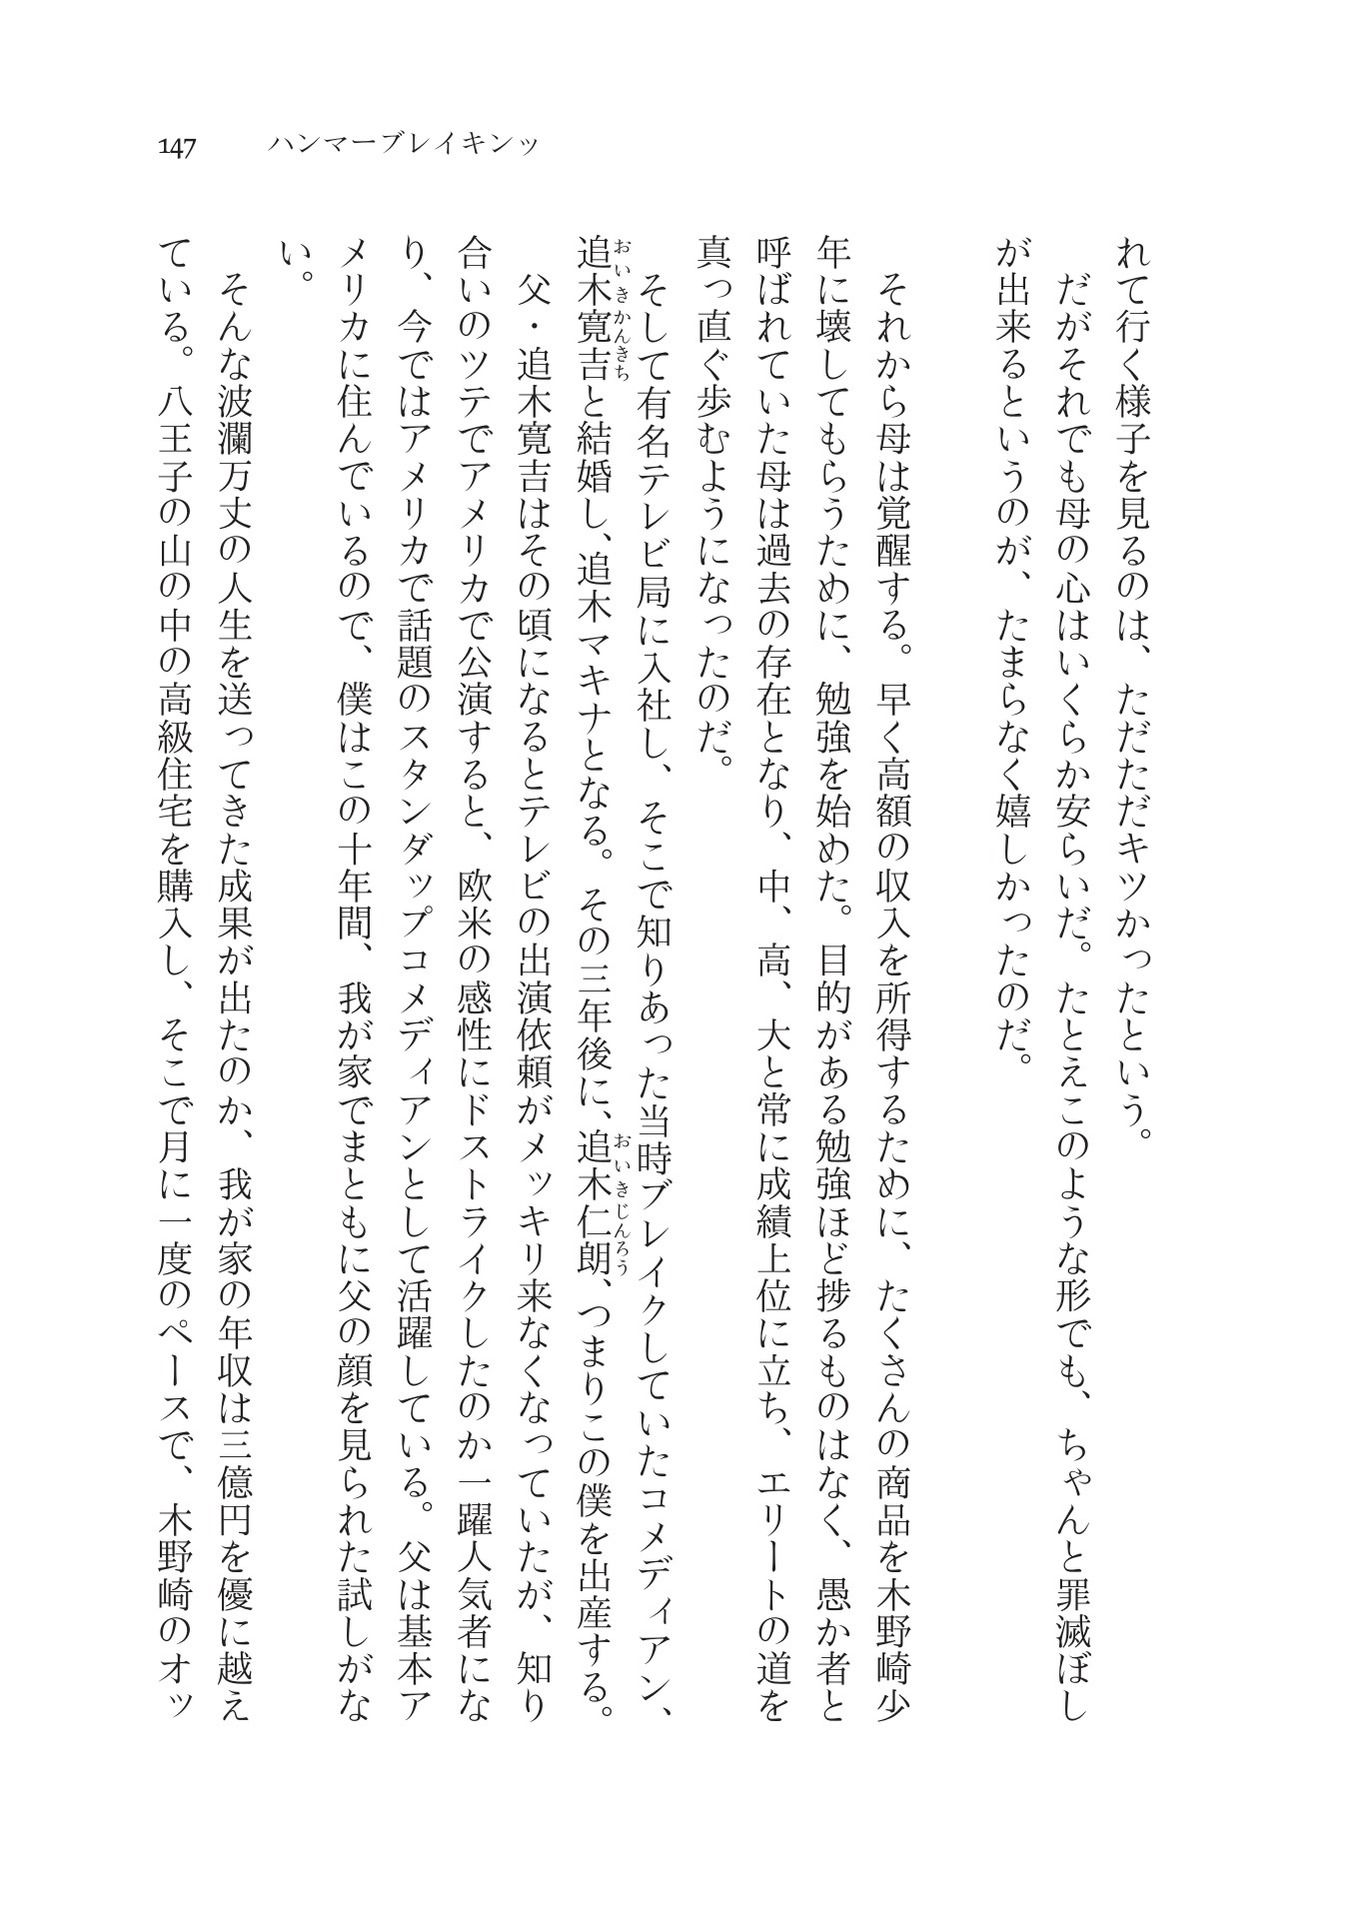 147 ハンマーブレイキンッ
れて行く様子を見るのは、ただただキツかったという。
だがそれでも母の心はいくらか安らいだ。たとえこのような形でも、ちゃんと罪滅ぼし
が出来るというのが、たまらなく嬉しかったのだ。
それから母は覚醒する。早く高額の収入を所得するために、たくさんの商品を木野崎少
年に壊してもらうために、勉強を始めた。目的がある勉強ほど捗るものはなく、愚か者と
呼ばれていた母は過去の存在となり、中、高、大と常に成績上位に立ち、エリートの道を
真っ直ぐ歩むようになったのだ。
そして有名テレビ局に入社し、そこで知りあった当時ブレイクしていたコメディアン、
追木寛吉と結婚し、追木マキナとなる。その三年後に、追木仁朗、つまりこの僕を出産する。
おいきかんきち
おいきじんろう
父・追木寛吉はその頃になるとテレビの出演依頼がメッキリ来なくなっていたが、知り
合いのツテでアメリカで公演すると、欧米の感性にドストライクしたのか一躍人気者にな
り、今ではアメリカで話題のスタンダップコメディアンとして活躍している。父は基本ア
メリカに住んでいるので、僕はこの十年間、我が家でまともに父の顔を見られた試しがな
い。
そんな波瀾万丈の人生を送ってきた成果が出たのか、我が家の年収は三億円を優に越え
ている。八王子の山の中の高級住宅を購入し、そこで月に一度のペースで、木野崎のオッ